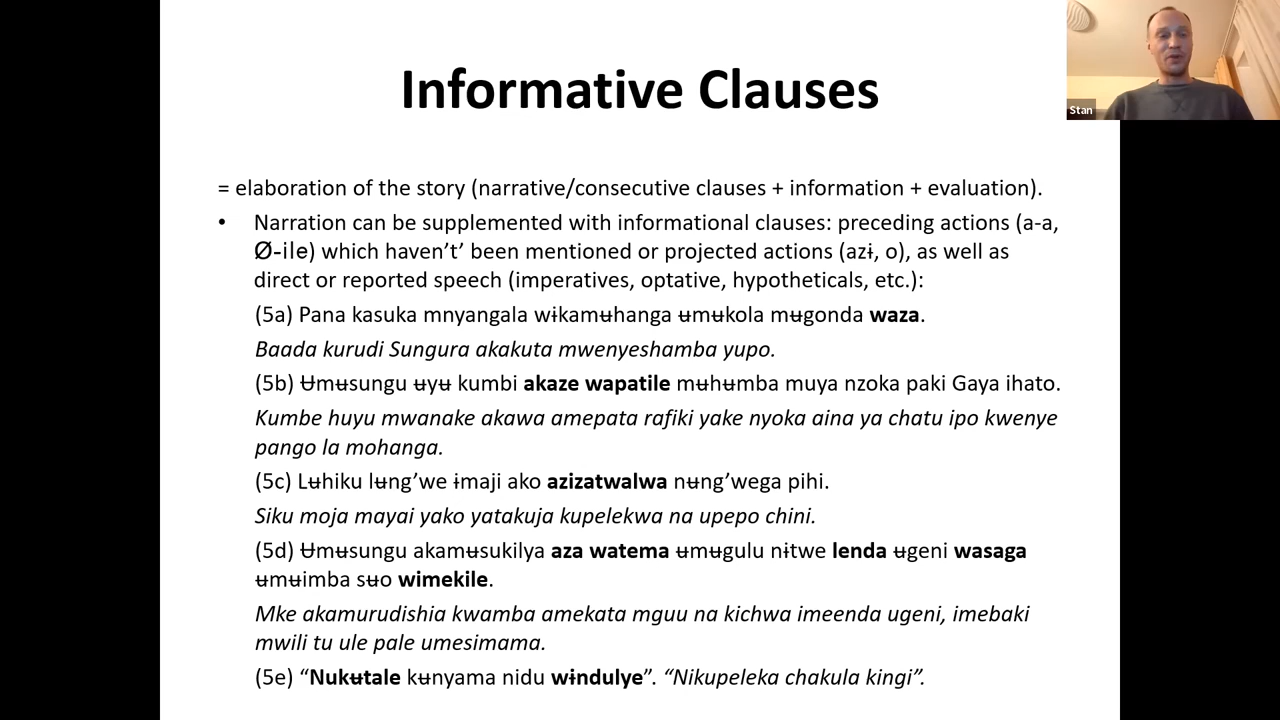 Informative Clauses
Stan
= elaboration of the story (narrative/consecutive clauses + information + evaluation).
• Narration can be supplemented with informational clauses: preceding actions (a-a,
Ø-ile) which haven’t’ been mentioned or projected actions (azɨ, o), as well as
direct or reported speech (imperatives, optative, hypotheticals, etc.):
(5a) Pana kasuka mnyangala wɨkamʉhanga ʉmʉkola mʉgonda waza.
Baada kurudi Sungura akakuta mwenyeshamba yupo.
(5b) Ʉmʉsungu ʉyʉ kumbi akaze wapatile mʉhʉmba muya nzoka paki Gaya ihato.
Kumbe huyu mwanake akawa amepata rafiki yake nyoka aina ya chatu ipo kwenye
pango la mohanga.
(5c) Lʉhiku lʉng’we ɨmaji ako azizatwalwa nʉng’wega pihi.
Siku moja mayai yako yatakuja kupelekwa na upepo chini.
(5d) Ʉmʉsungu akamʉsukilya aza watema ʉmʉgulu nɨtwe lenda ʉgeni wasaga
ʉmʉimba sʉo wimekile.
Mke akamurudishia kwamba amekata mguu na kichwa imeenda ugeni, imebaki
mwili tu ule pale umesimama.
(5e) “Nukʉtale kʉnyama nidu wɨndulye”. “Nikupeleka chakula kingi”.